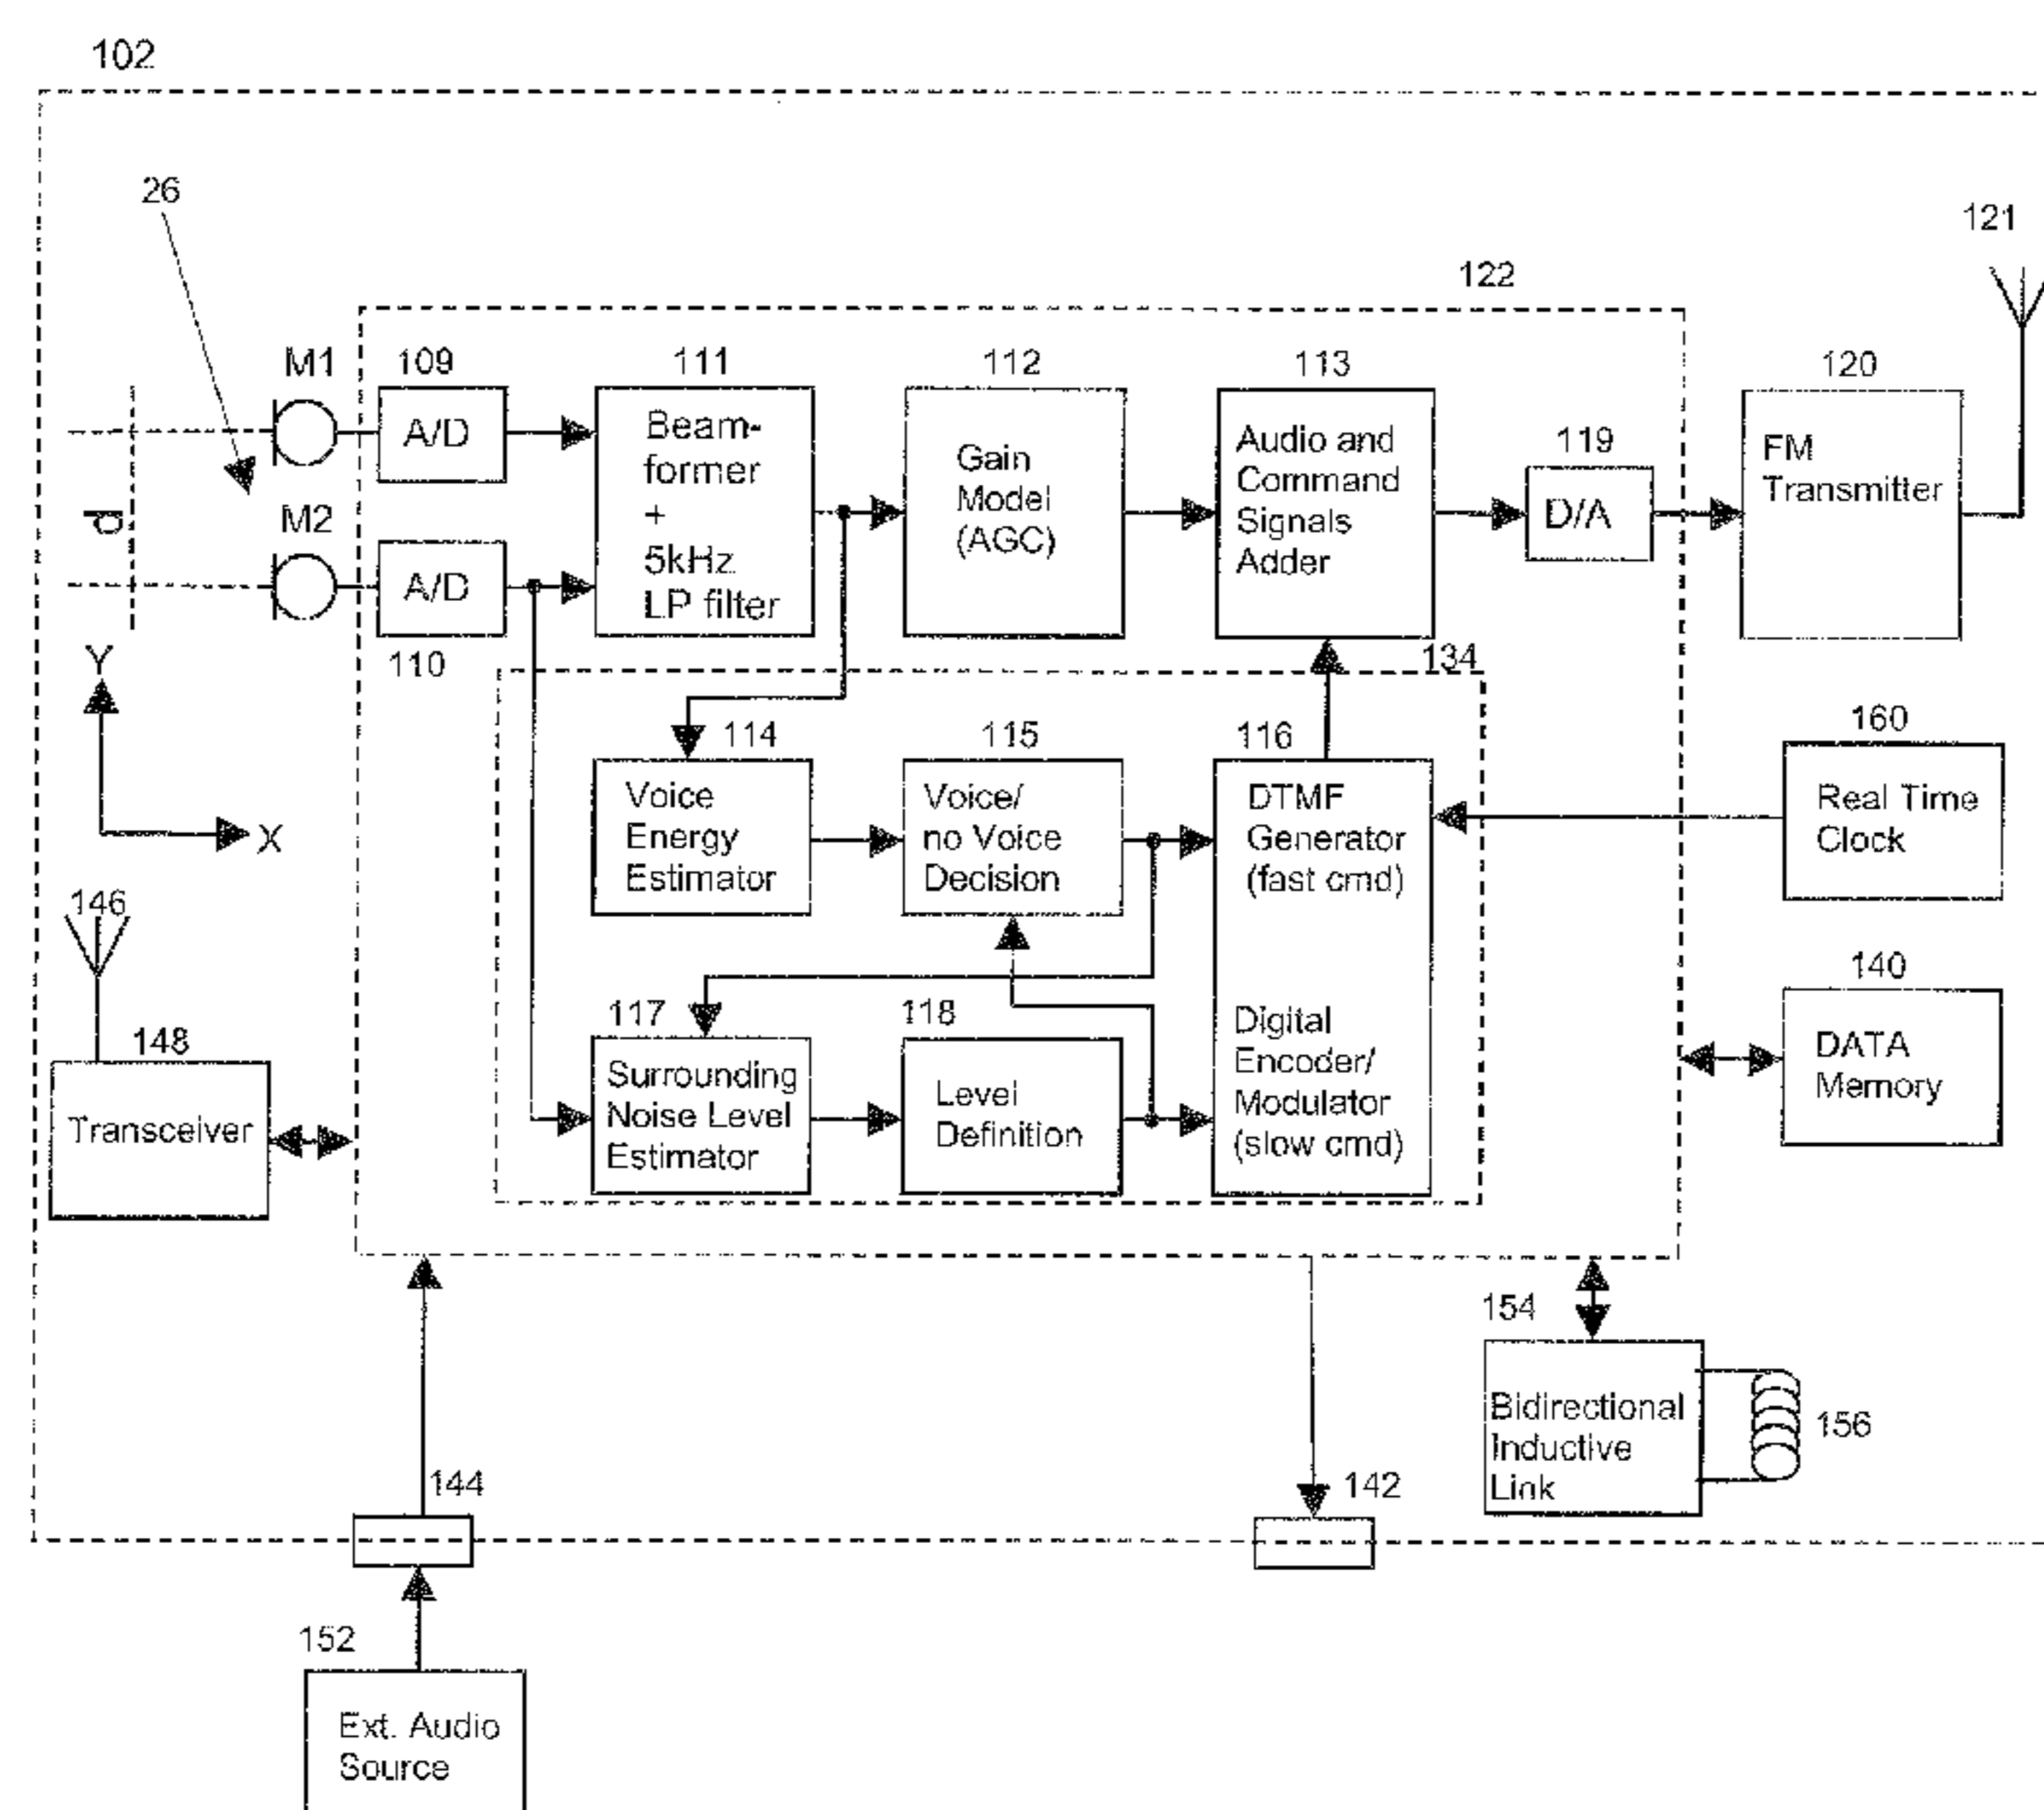 102
26
121
122
M1
109
111
112
113
120
A/D
Beam-
former
+
5kHz
LP filter
Gain
Model
(AGC)
Audio and
Command
Signals
Adder
119
D/A
FM
Transmitter
d
M2
A/D
110
134
Y
X
114
115
116
160
Voice
Energy
Estimator
Voice/
no Voice
Decision
DTMF
Generator
(fast cmd)
Real Time
Clock
146
148
Transceiver
117
118
140
Surrounding
Noise Level
Estimator
Level
Definition
Digital
Encoder/
Modulator
(slow cmd)
DATA
Memory
154
Bidirectional
Inductive
Link
156
144
142
152
Ext. Audio
Source